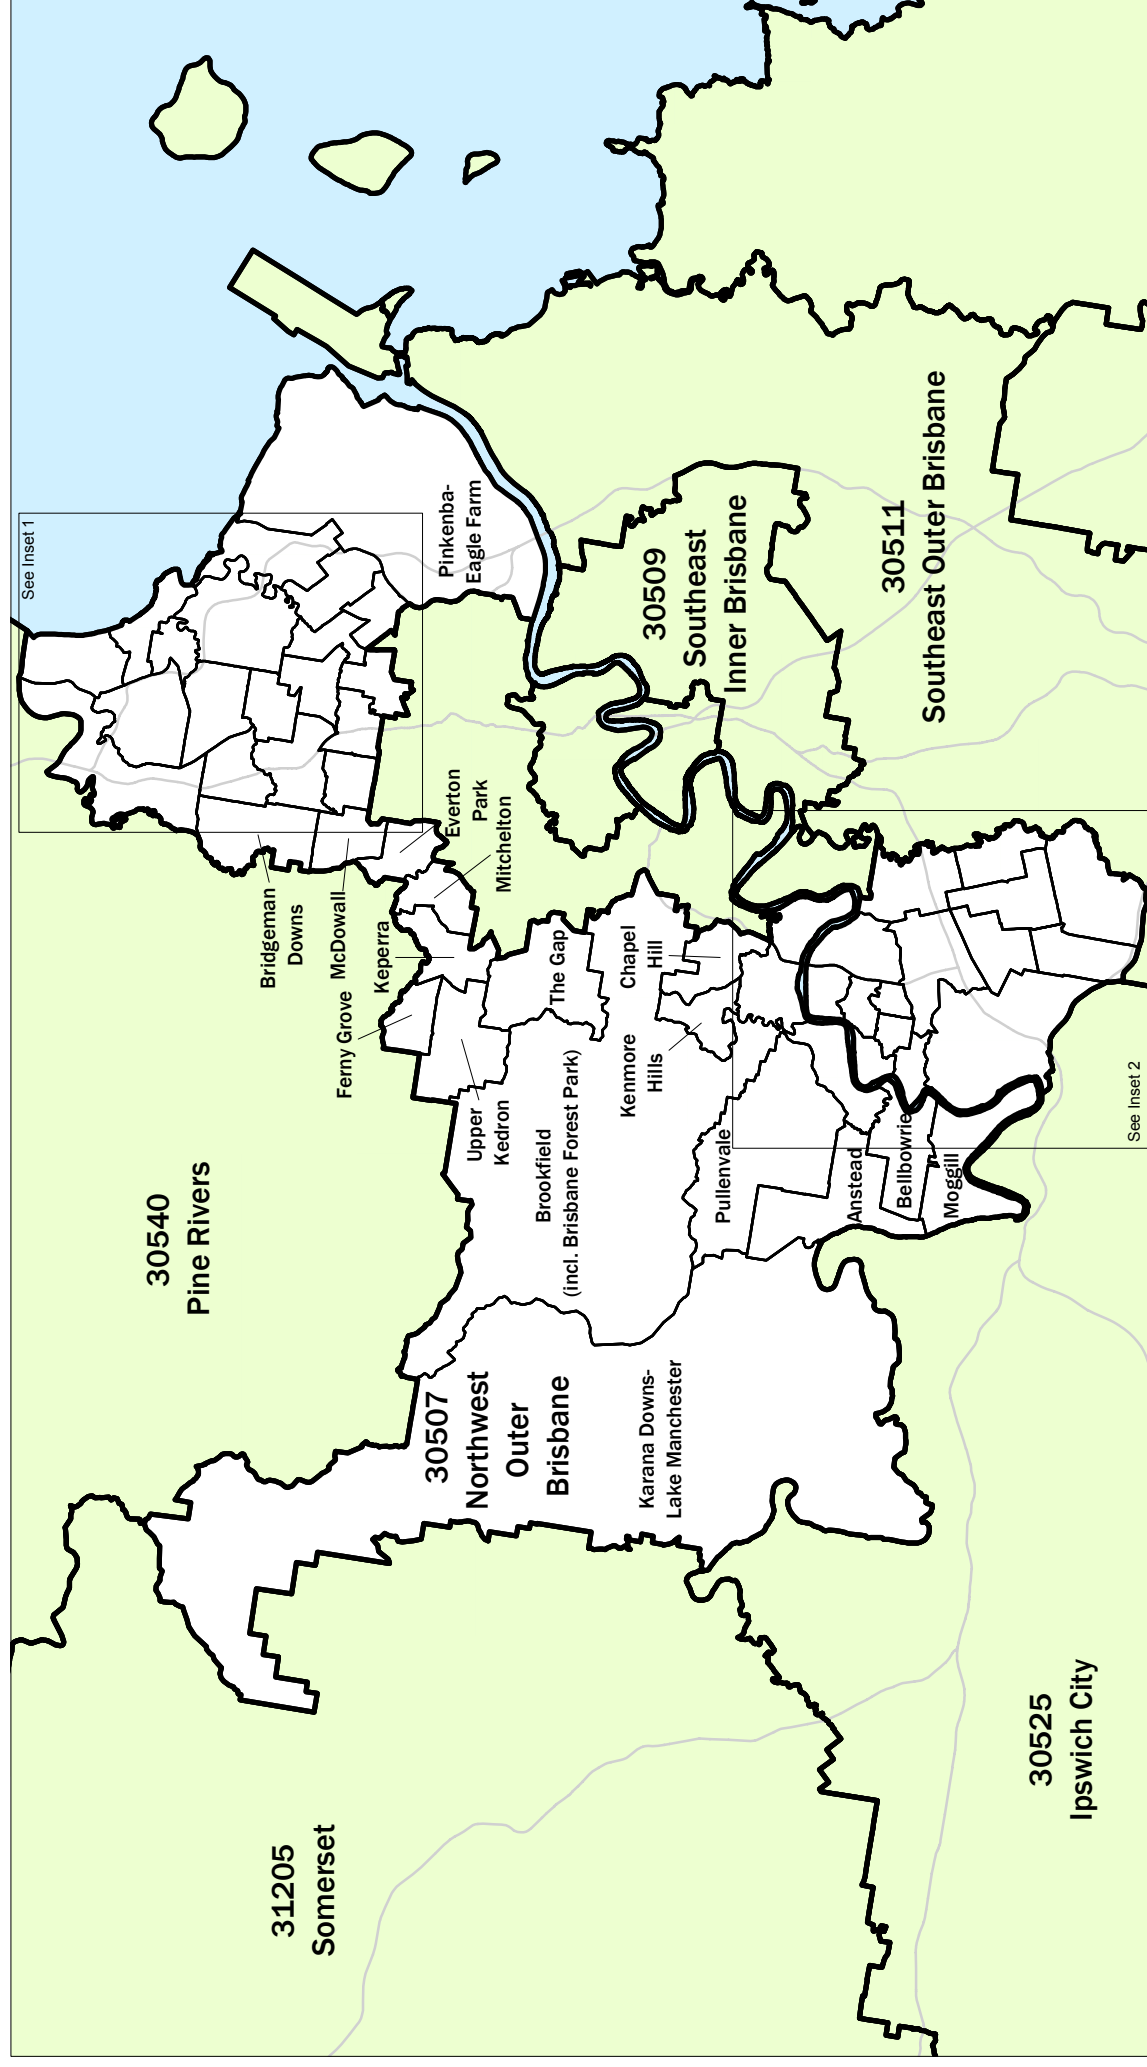 See Inset 1
30540
Pine Rivers
31205
Somerset
Bridgeman
Downs
McDowall
Keperra
Ferny Grove
Everton
Park
Mitchelton
Pinkenba-
Eagle Farm
Upper
Kedron
The Gap
Brookfield
(incl. Brisbane Forest Park)
30507
Northwest
Outer
Brisbane
Karana Downs-
Lake Manchester
Chapel
Hill
Kenmore
Hills
Pullenvale
30509
Southeast
Inner Brisbane
Anstead
Bellbowrie
Moggill
30511
Southeast Outer Brisbane
30525
Ipswich City
See Inset 2